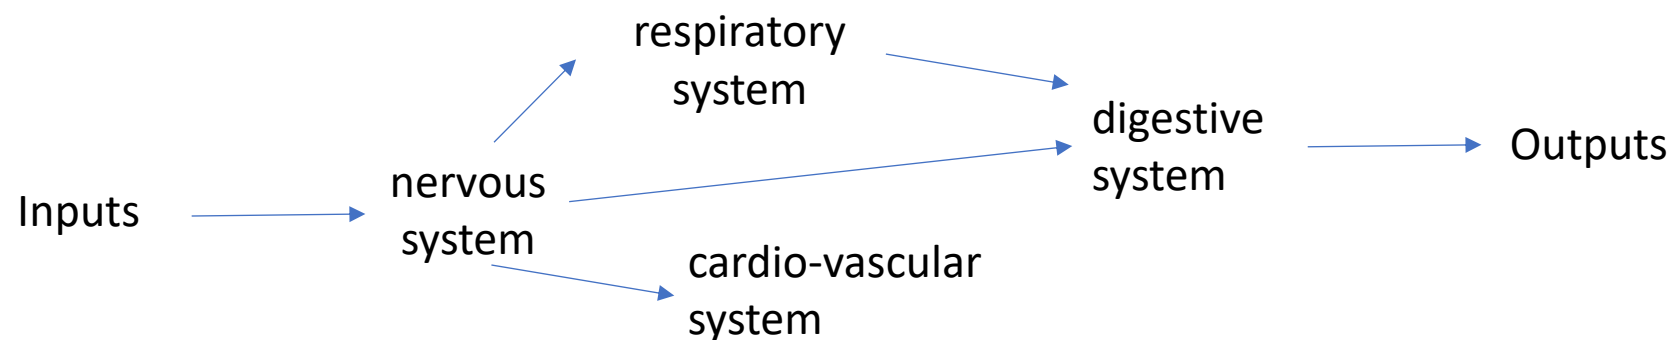 Inputs
nervous
system
respiratory
system
cardio-vascular
system
digestive
system
Outputs